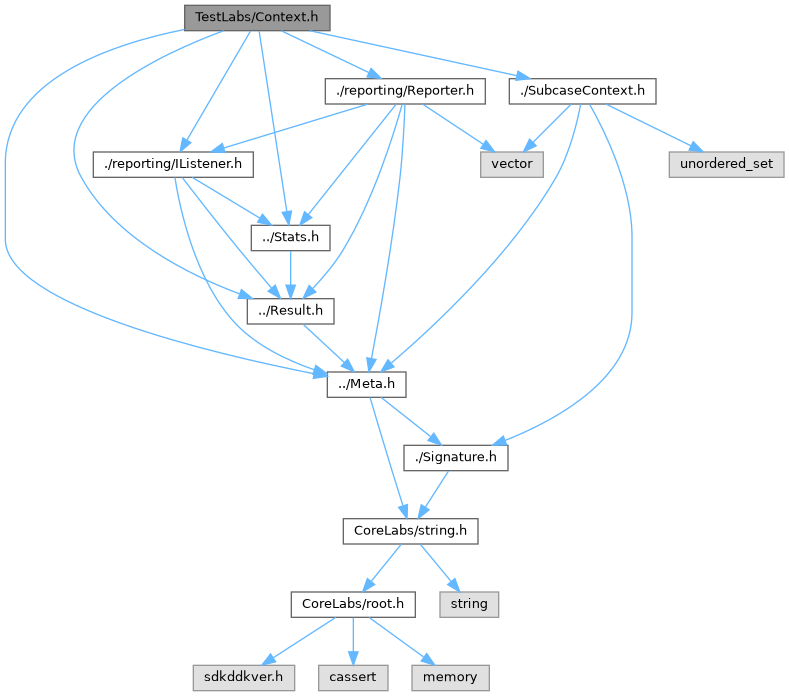 TestLabs/Context.h
./reporting/Reporter.h
./SubcaseContext.h
./reporting/IListener.h
vector
unordered_set
../Stats.h
../Result.h
../Meta.h
./Signature.h
CoreLabs/string.h
CoreLabs/root.h
string
sdkddkver.h
cassert
memory